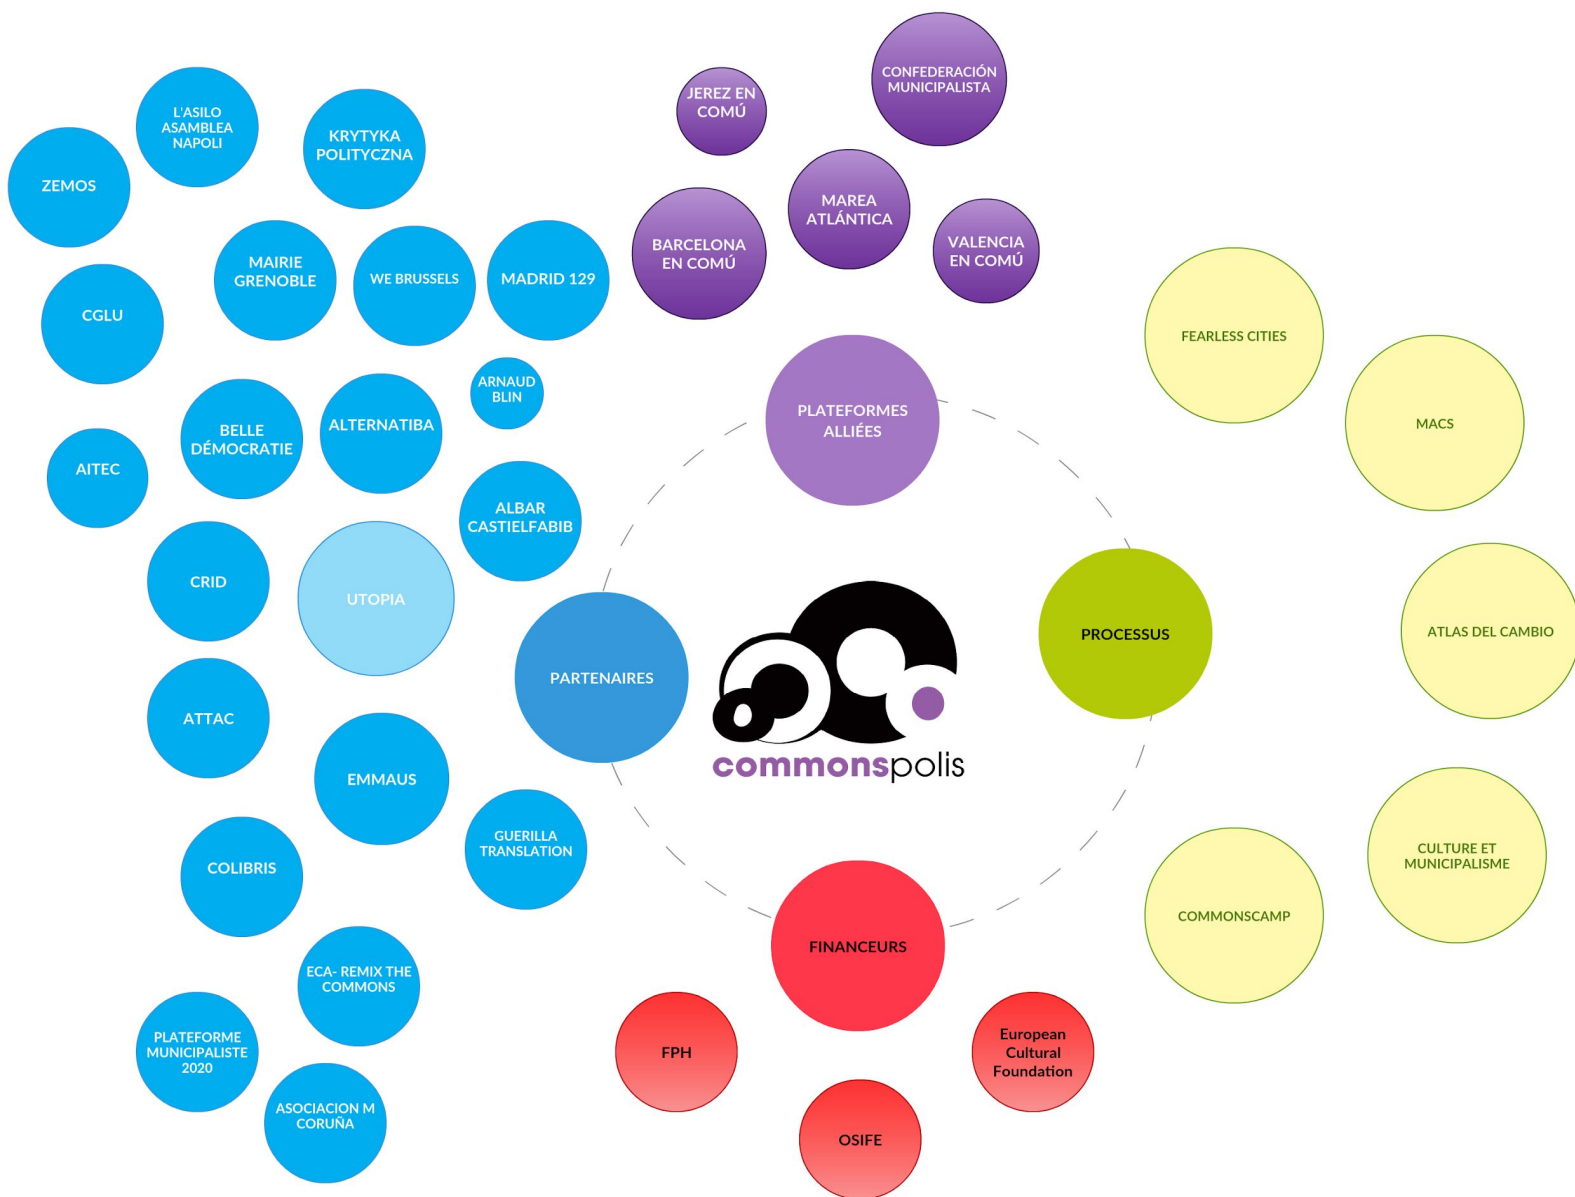 L'ASILO
ASAMBLEA
NAPOLI
ZEMOS
KRYTYKA
POLITYCZNA
MAIRIE
GRENOBLE
WE BRUSSELS
MADRID 129
CGLU
ARNAUD
BLIN
BELLE
DÉMOCRATIE
ALTERNATIBA
AITEC
ALBAR
CASTIELFABIB
CRID
UTOPIA
PARTENAIRES
ATTAC
EMMAUS
GUERILLA
TRANSLATION
COLIBRIS
ECA- REMIX THE
COMMONS
PLATEFORME
MUNICIPALISTE
2020
ASOCIACION M
CORUÑA
JEREZ EN
COMÚ
CONFEDERACIÓN
MUNICIPALISTA
BARCELONA
EN COMÚ
MAREA
ATLÁNTICA
VALENCIA
EN COMÚ
PLATEFORMES
ALLIÉES
commonspolis
PROCESSUS
FEARLESS CITIES
MACS
ATLAS DEL CAMBIO
CULTURE ET
MUNICIPALISME
COMMONSCAMP
FINANCEURS
FPH
OSIFE
European
Cultural
Foundation